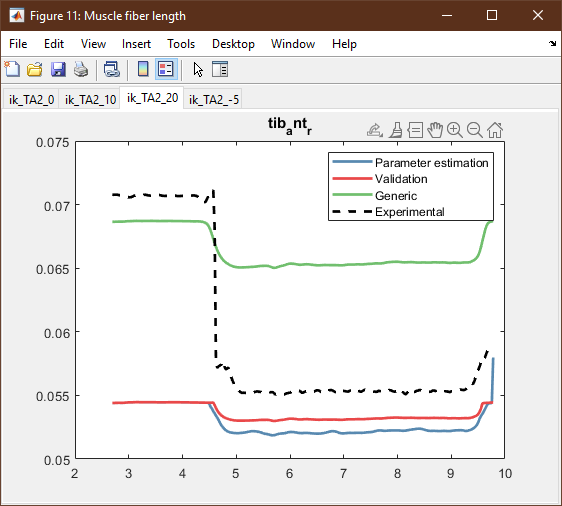 Figure 11: Muscle fiber length
File Edit View Insert Tools Desktop Window Help
ik_TA2_0 ik_TA2_10 ik_TA2_20 ik_TA2_-5
tib_ant_r
0.075
0.07
0.065
0.06
0.055
0.05
2 3 4 5 6 7 8 9 10
Parameter estimation
Validation
Generic
Experimental